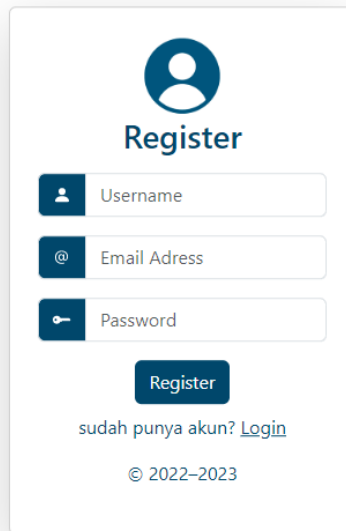 Register
Username
@ Email Adress
Password
Register
sudah punya akun? Login
© 2022–2023